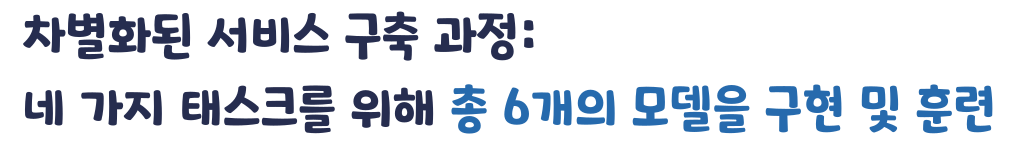 차별화된 서비스 구축 과정:
네 가지 태스크를 위해 총 6개의 모델을 구현 및 훈련